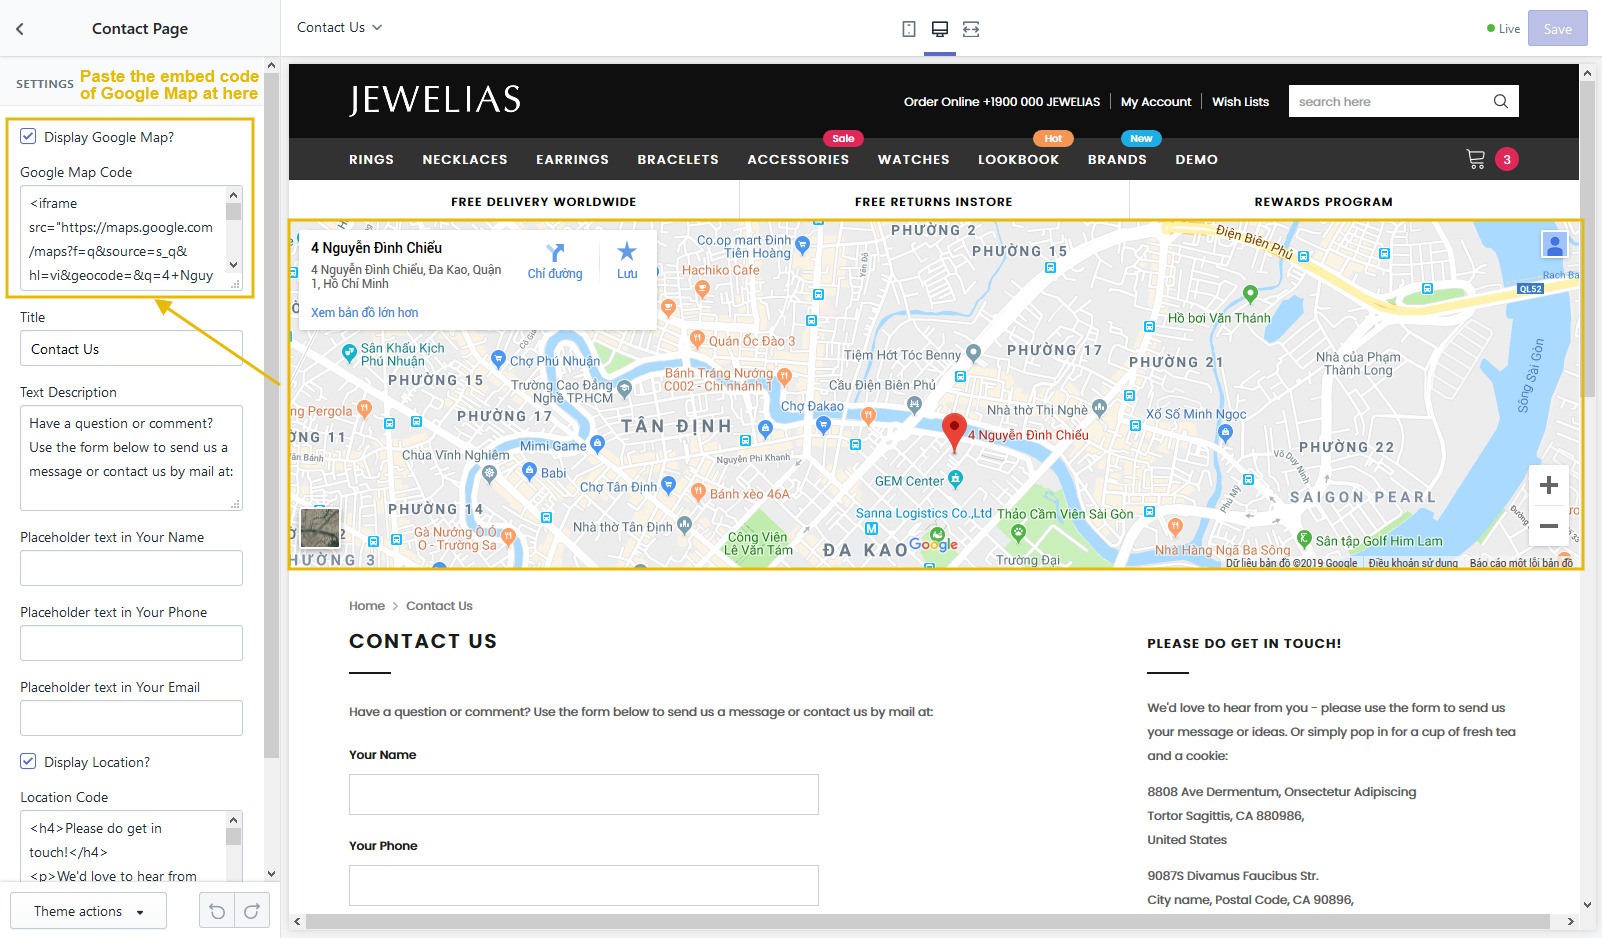 Contact Page
Contact Us
Live
Save
SETTINGS
Paste the embed code
of Google Map at here
Display Google Map?
Google Map Code
<iframe
src="https://maps.google.com
/maps?f=q&source=s_q&
hl=vi&geocode=&q=4+Nguy
Title
Contact Us
Text Description
Have a question or comment?
Use the form below to send us a
message or contact us by mail at:
Placeholder text in Your Name
Placeholder text in Your Phone
Placeholder text in Your Email
Display Location?
Location Code
<h4>Please do get in
touch!</h4>
<p>We'd love to hear from
Theme actions
JEWELIAS
Order Online +1900 000 JEWELIAS
My Account
Wish Lists
search here
Sale
Hot
New
RINGS NECKLACES EARRINGS BRACELETS ACCESSORIES WATCHES LOOKBOOK BRANDS DEMO
3
FREE DELIVERY WORLDWIDE
FREE RETURNS INSTORE
REWARDS PROGRAM
4 Nguyễn Đình Chiểu
4 Nguyễn Đình Chiểu, Đa Kao, Quận
1, Hồ Chí Minh
Chỉ đường
Lưu
Xem bản đồ lớn hơn
Co.op mart Đinh
Tiên Hoàng
Hachiko Cafe
PHƯỜNG 2
PHƯỜNG 15
Điện Biên Phủ
Rach Ba
QL52
Hồ bơi Vân Thánh
Quán Ốc Đào 3
Sân Khấu Kịch
Phú Nhuận
Chợ Phú Nhuận
Tiệm Hớt Tóc Benny
PHƯỜNG 17
PHƯỜNG 21
Nhà của Phạm
Thành Long
Sông Sài Gòn
PHƯỜNG 15
Trường Cao Đẳng
Nghề TP.HCM
Bánh Tráng Nướng
C002 - Chi nhánh 1
Cầu Điện Biên Phủ
Chợ Đakao
Nhà thờ Thị Nghè
Xổ Số Minh Ngọc
ng Pergola
PHƯỜNG 17
TÂN ĐỊNH
4 Nguyễn Đình Chiểu
NG 11
Mimi Game
PHƯỜNG 22
Chùa Vĩnh Nghiêm
Nguyễn Phi Khanh
Võ Duy Ninh
Babi
GEM Center
Chợ Tân Định
Bánh xèo 46A
Phú Mỹ
SAIGON PEARL
PHƯỜNG 14
Sanna Logistics Co.,Ltd
Thảo Cầm Viên Sài Gòn
Nhà thờ Tân Định
Gà Nướng Ò Ó
O - Trường Sa
Công Viên
Lê Văn Tám
ĐA KAO
Google
Nhà Hàng Ngã Ba Sông
Sân tập Golf Him Lam
HƯỜNG 3
Trường Đại
Dữ liệu bản đồ ©2019 Google
Điều khoản sử dụng
Báo cáo một lỗi bản đồ
Home > Contact Us
CONTACT US
Have a question or comment? Use the form below to send us a message or contact us by mail at:
Your Name
Your Phone
PLEASE DO GET IN TOUCH!
We'd love to hear from you - please use the form to send us
your message or ideas. Or simply pop in for a cup of fresh tea
and a cookie:
8808 Ave Dermentum, Onsectetur Adipiscing
Tortor Sagittis, CA 880986,
United States
9087S Divamus Faucibus Str.
City name, Postal Code, CA 90896,